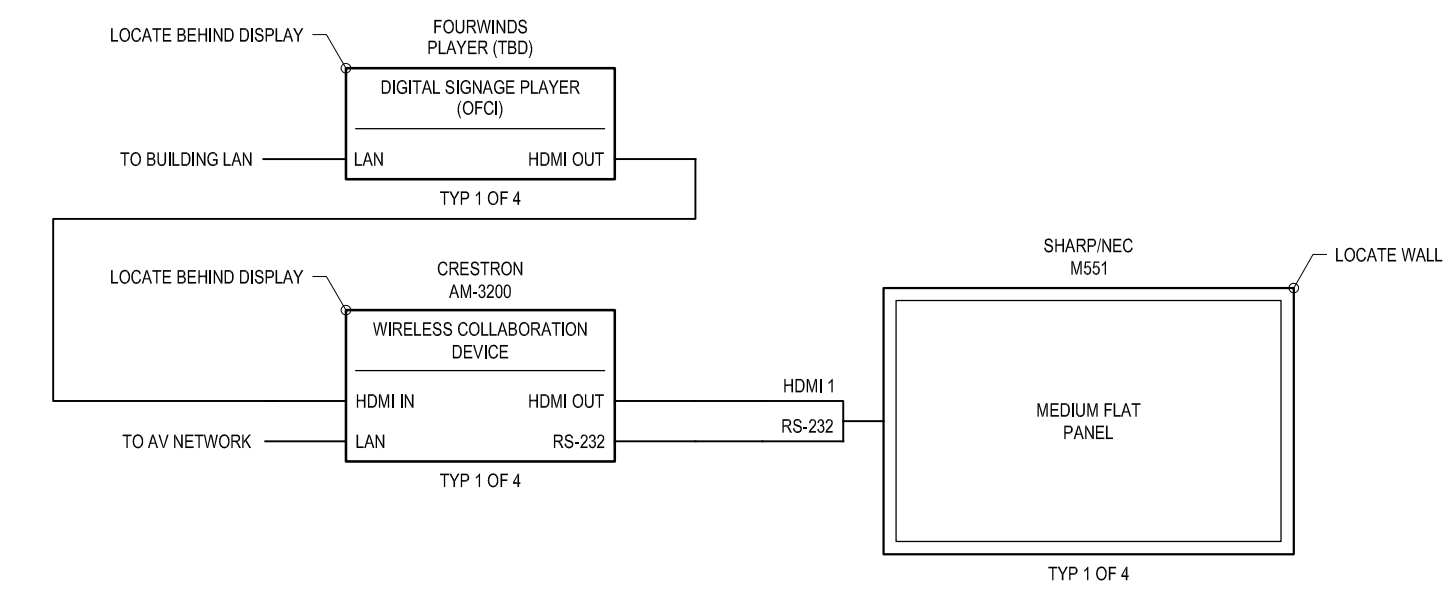 LOCATE BEHIND DISPLAY
FOURWINDS
PLAYER (TBD)
DIGITAL SIGNAGE PLAYER
(OFCI)
TO BUILDING LAN
LAN
HDMI OUT
TYP 1 OF 4
LOCATE BEHIND DISPLAY
CRESTRON
AM-3200
WIRELESS COLLABORATION
DEVICE
HDMI IN
HDMI OUT
TO AV NETWORK
LAN
RS-232
TYP 1 OF 4
HDMI 1
RS-232
SHARP/NEC
M551
LOCATE WALL
MEDIUM FLAT
PANEL
TYP 1 OF 4